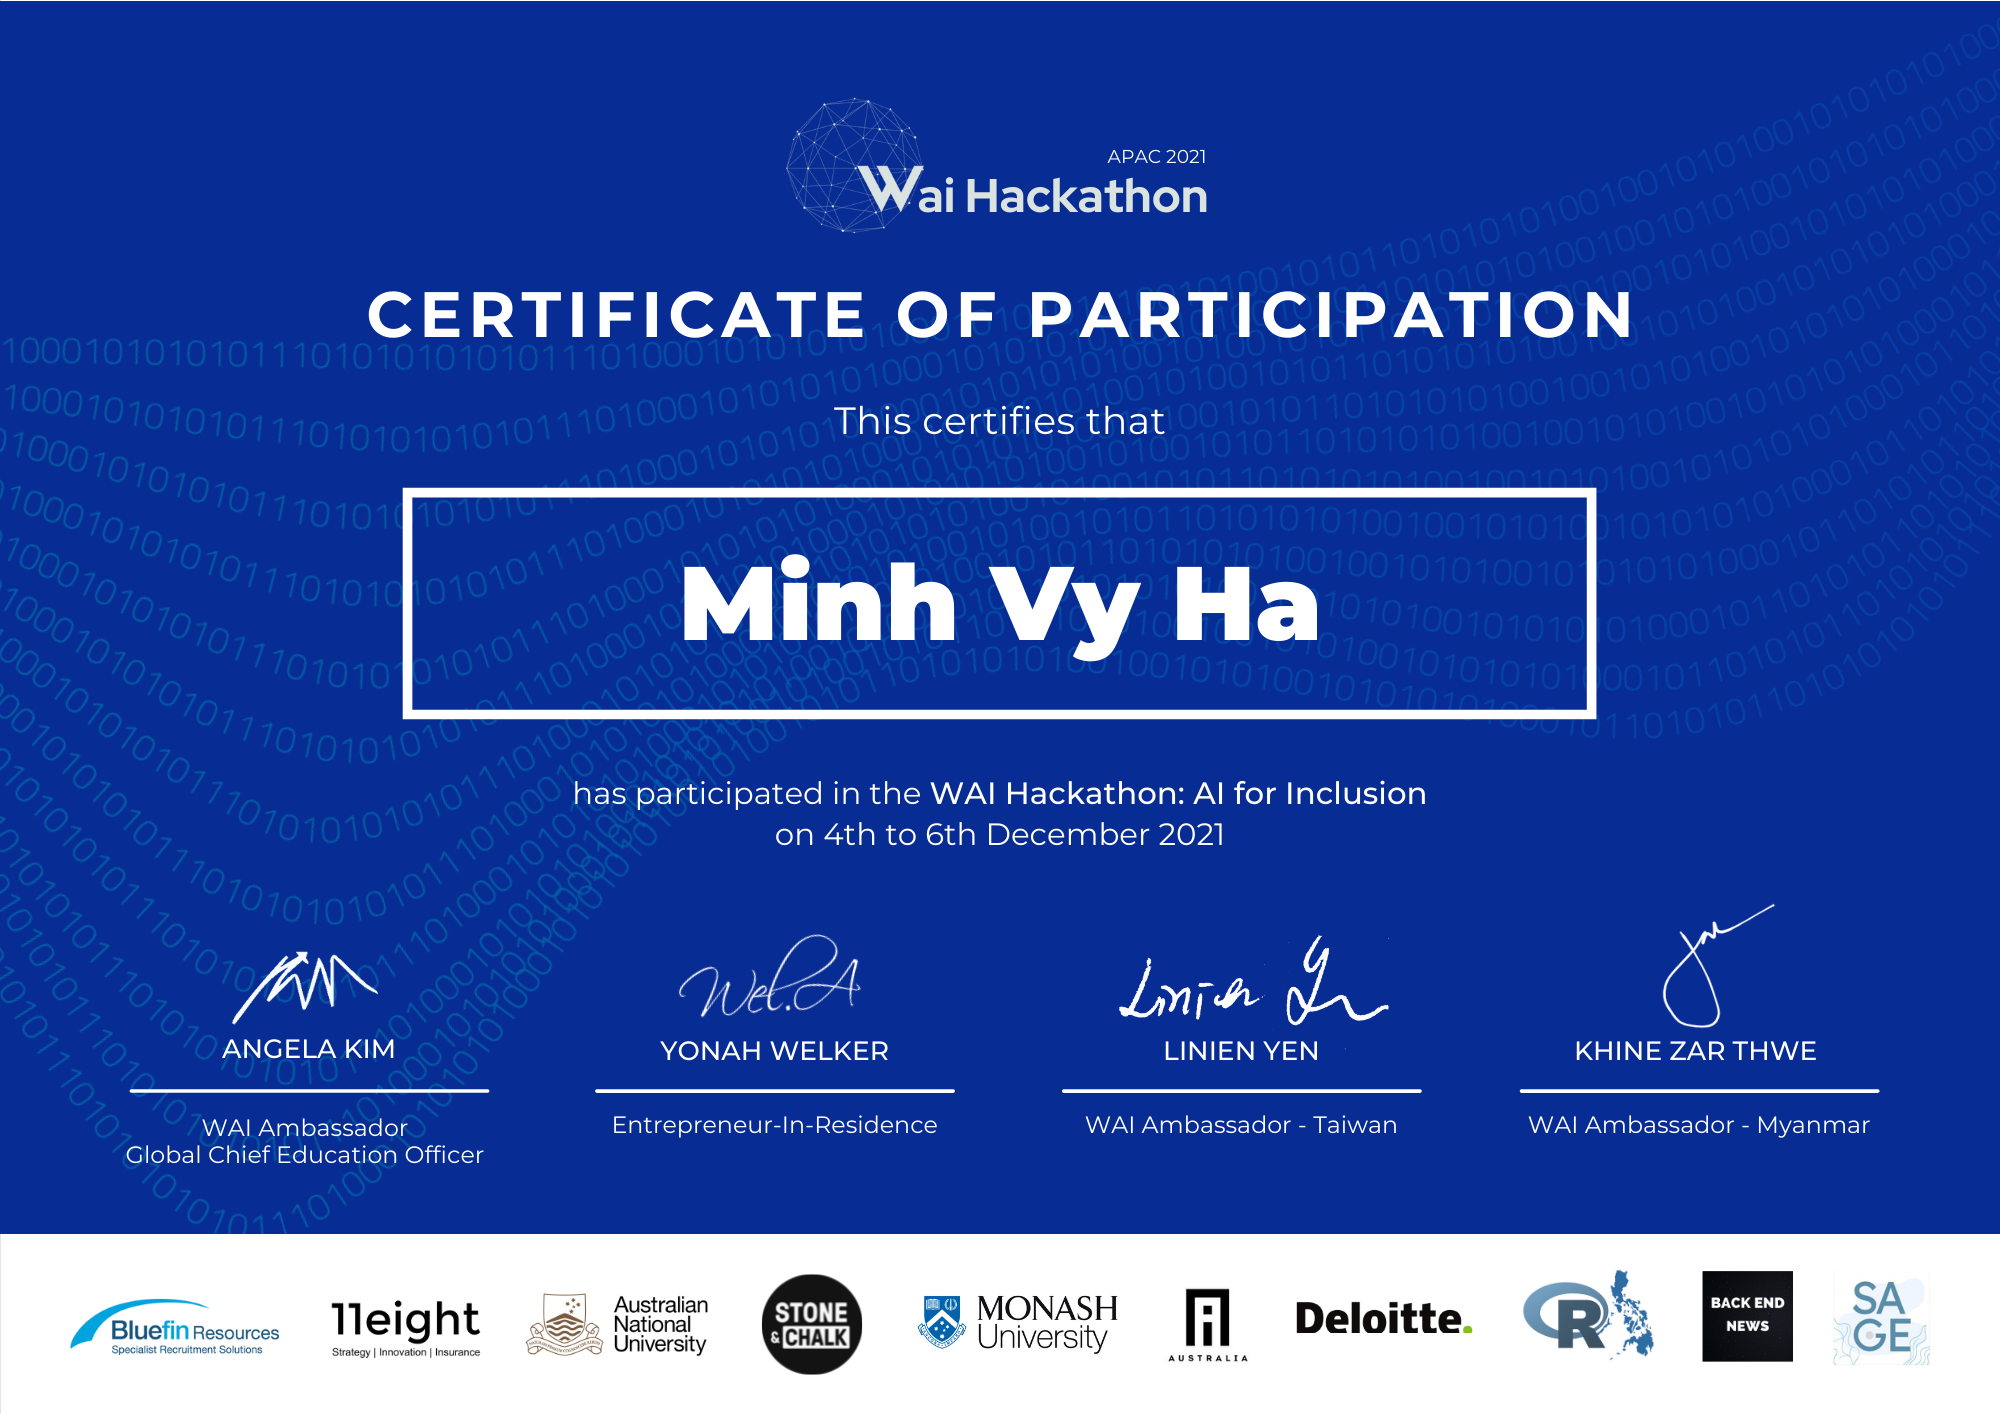 APAC 2021
Wai Hackathon
CERTIFICATE OF PARTICIPATION
This certifies that
Minh Vy Ha
has participated in the WAI Hackathon: AI for Inclusion
on 4th to 6th December 2021
Wel.A
Linien
ANGELA KIM
YONAH WELKER
LINIEN YEN
KHINE ZAR THWE
WAI Ambassador
Global Chief Education Officer
Entrepreneur-In-Residence
WAI Ambassador - Taiwan
WAI Ambassador - Myanmar
Bluefin Resources
Specialist Recruitment Solutions
11eight
Strategy | Innovation | Insurance
Australian
National
University
STONE
& CHALK
MONASH
University
AI
AUSTRALIA
Deloitte.
R
BACK END
NEWS
SA
GE